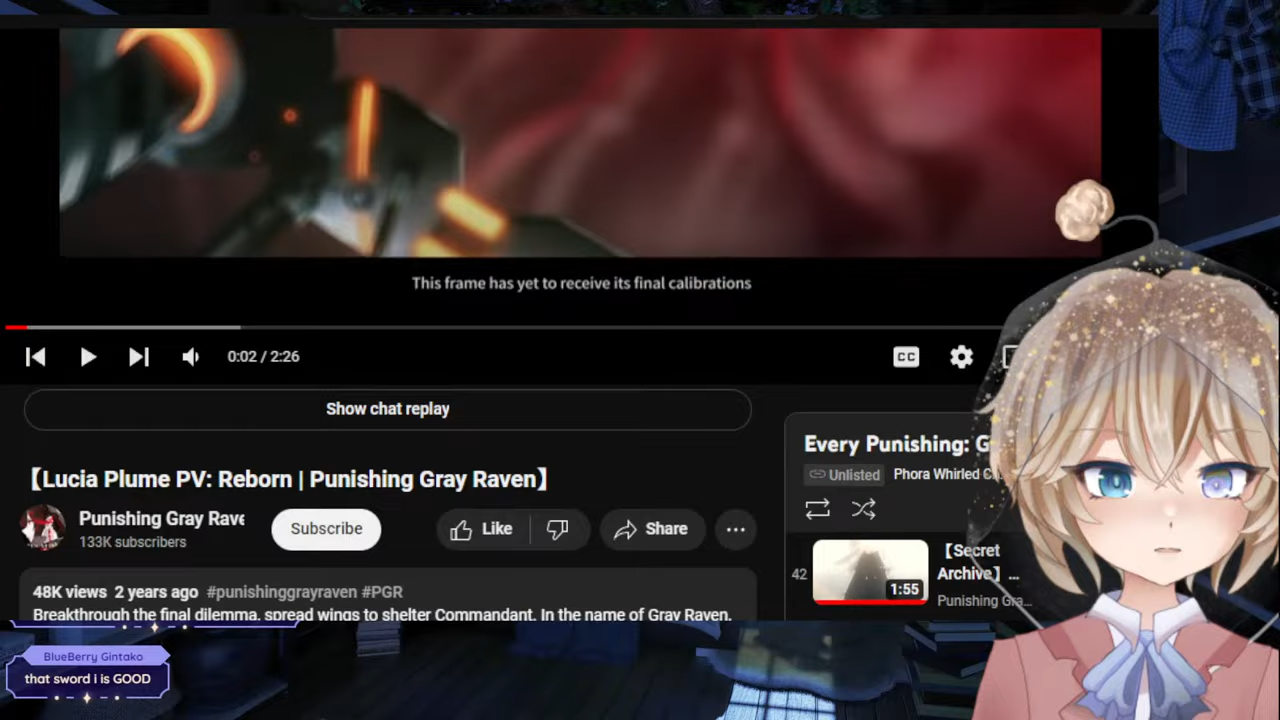 This frame has yet to receive its final calibrations
0:02 / 2:26
CC
Show chat replay
【Lucia Plume PV: Reborn | Punishing Gray Raven】
Punishing Gray Rave
133K subscribers
Subscribe
Like
Share
48K views 2 years ago #punishinggrayraven #PGR
Breakthrough the final dilemma, spread wings to shelter Commandant. In the name of Gray Raven.
Every Punishing: G
Unlisted
Phora Whirled C
42
1:55
【Secret
Archive】...
Punishing Gra...
BlueBerry Gintako
that sword i is GOOD